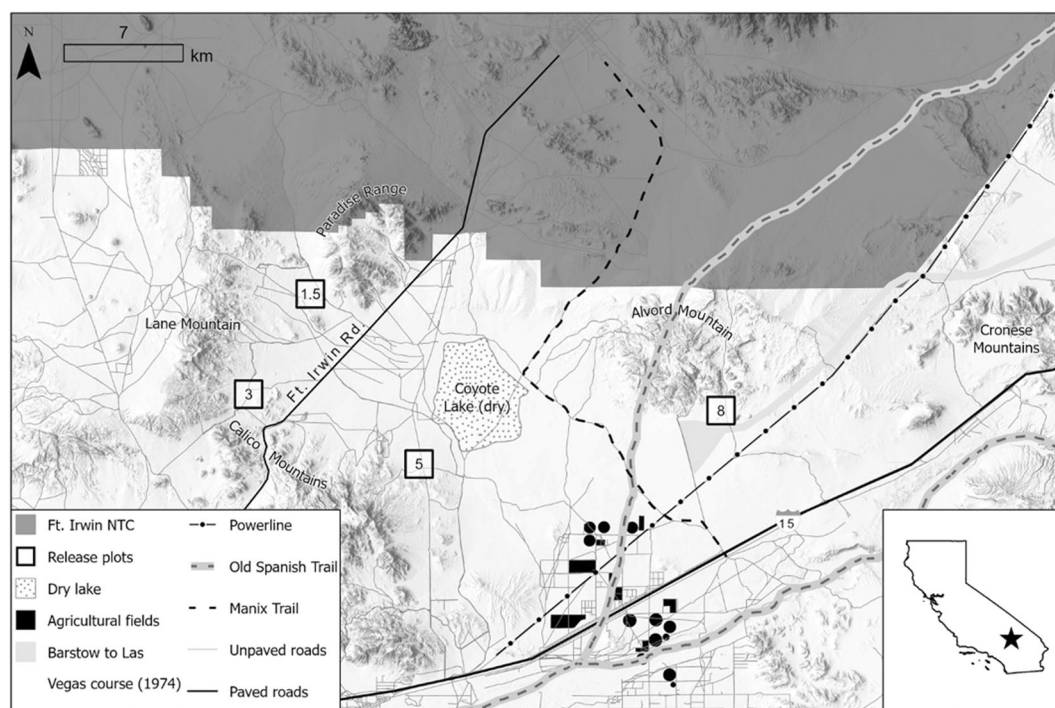 7
km
N
Paradise Range
1.5
Lane Mountain
Ft. Irwin Rd.
Alvord Mountain
Cronese
Mountains
3
Coyote
Lake (dry)
8
Calico Mountains
5
15
Ft. Irwin NTC
Release plots
Dry lake
Agricultural fields
Barstow to Las
Vegas course (1974)
Powerline
Old Spanish Trail
Manix Trail
Unpaved roads
Paved roads